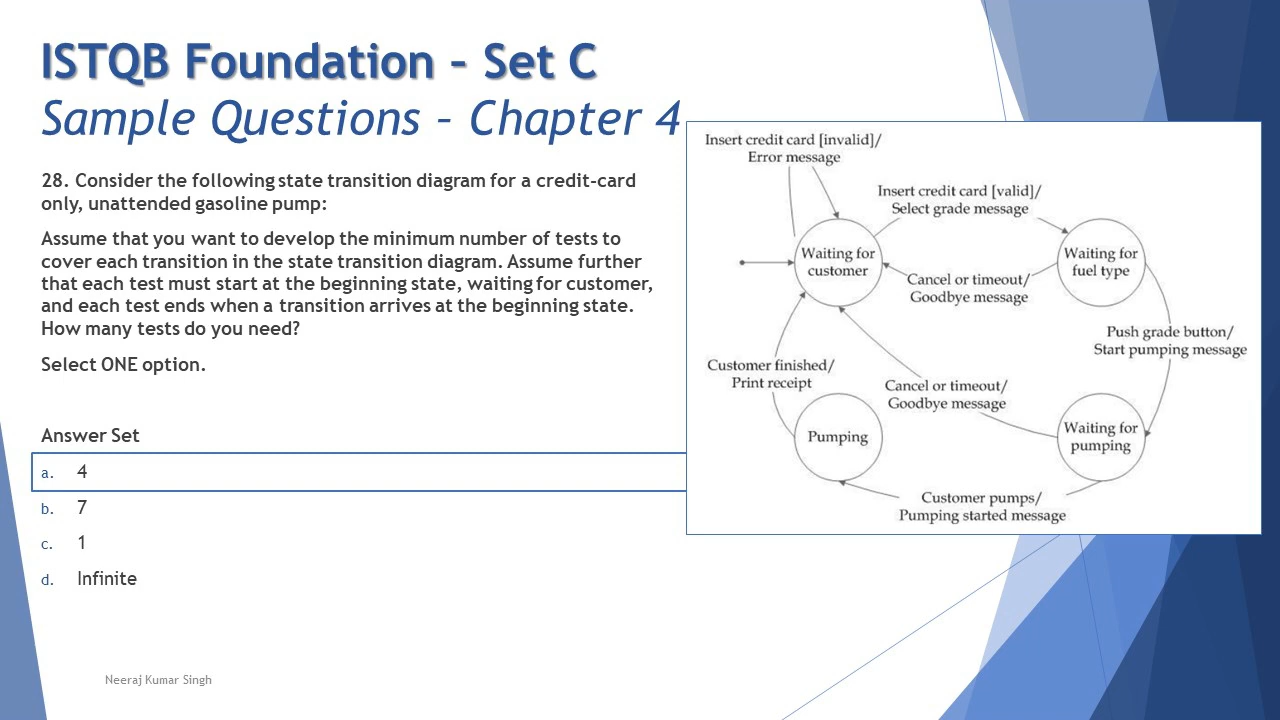 ISTQB Foundation – Set C
Sample Questions – Chapter 4
28. Consider the following state transition diagram for a credit-card
only, unattended gasoline pump:
Assume that you want to develop the minimum number of tests to
cover each transition in the state transition diagram. Assume further
that each test must start at the beginning state, waiting for customer,
and each test ends when a transition arrives at the beginning state.
How many tests do you need?
Select ONE option.
Answer Set
a. 4
b. 7
c. 1
d. Infinite
Insert credit card [invalid]/
Error message
Insert credit card [valid]/
Select grade message
Waiting for
customer
Waiting for
fuel type
Cancel or timeout/
Goodbye message
Push grade button/
Start pumping message
Customer finished/
Print receipt
Cancel or timeout/
Goodbye message
Pumping
Waiting for
pumping
Customer pumps/
Pumping started message
Neeraj Kumar Singh